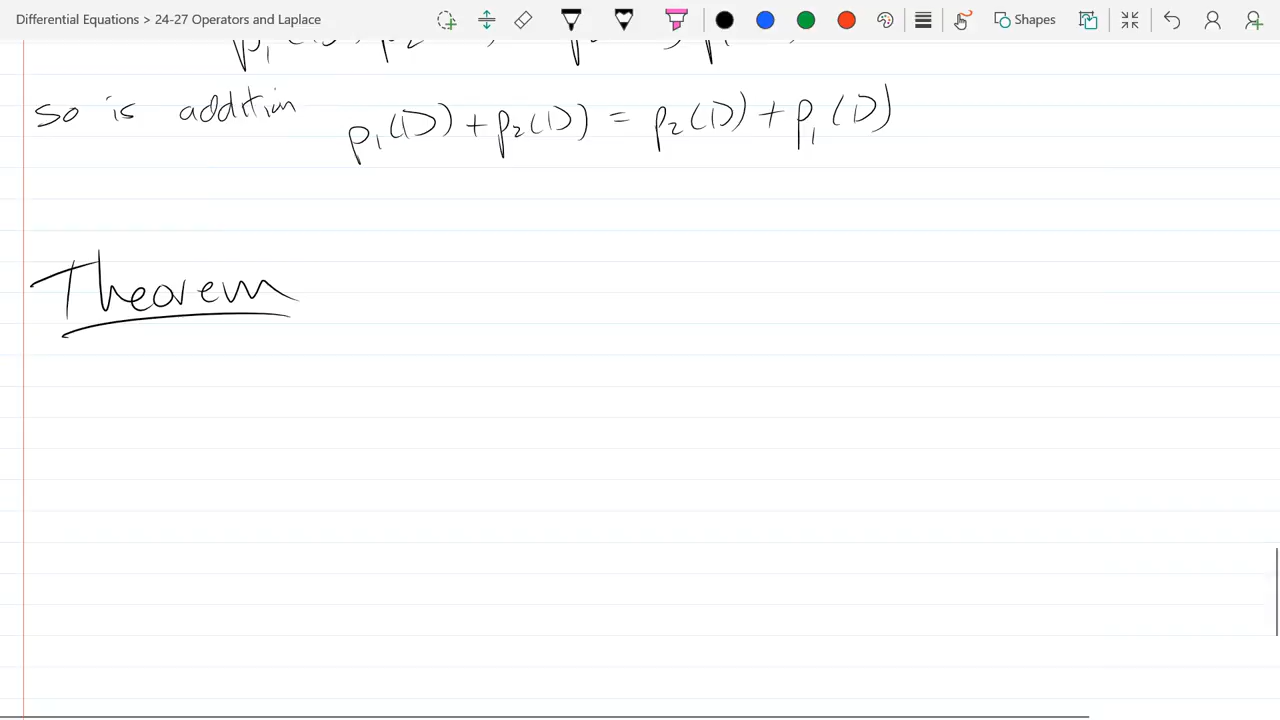 Differential Equations > 24-27 Operators and Laplace
Shapes
so is addition p₁(D)+p₂(D) = p₂(D)+p₁(D)
Theorem